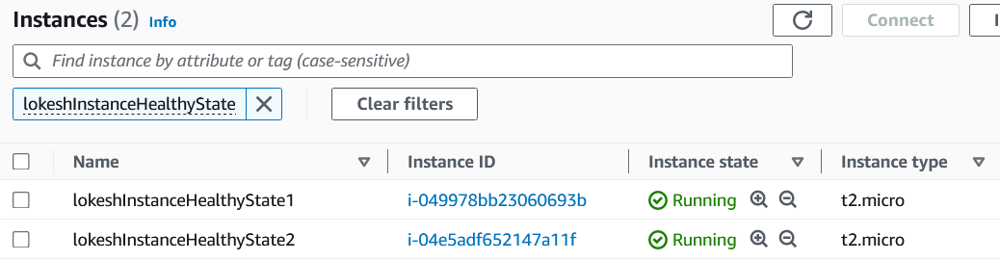 Instances (2) Info
Connect
Find instance by attribute or tag (case-sensitive)
lokeshInstanceHealthyState
Clear filters
Name Instance ID Instance state Instance type
lokeshInstanceHealthyState1 i-049978bb23060693b Running t2.micro
lokeshInstanceHealthyState2 i-04e5adf652147a11f Running t2.micro